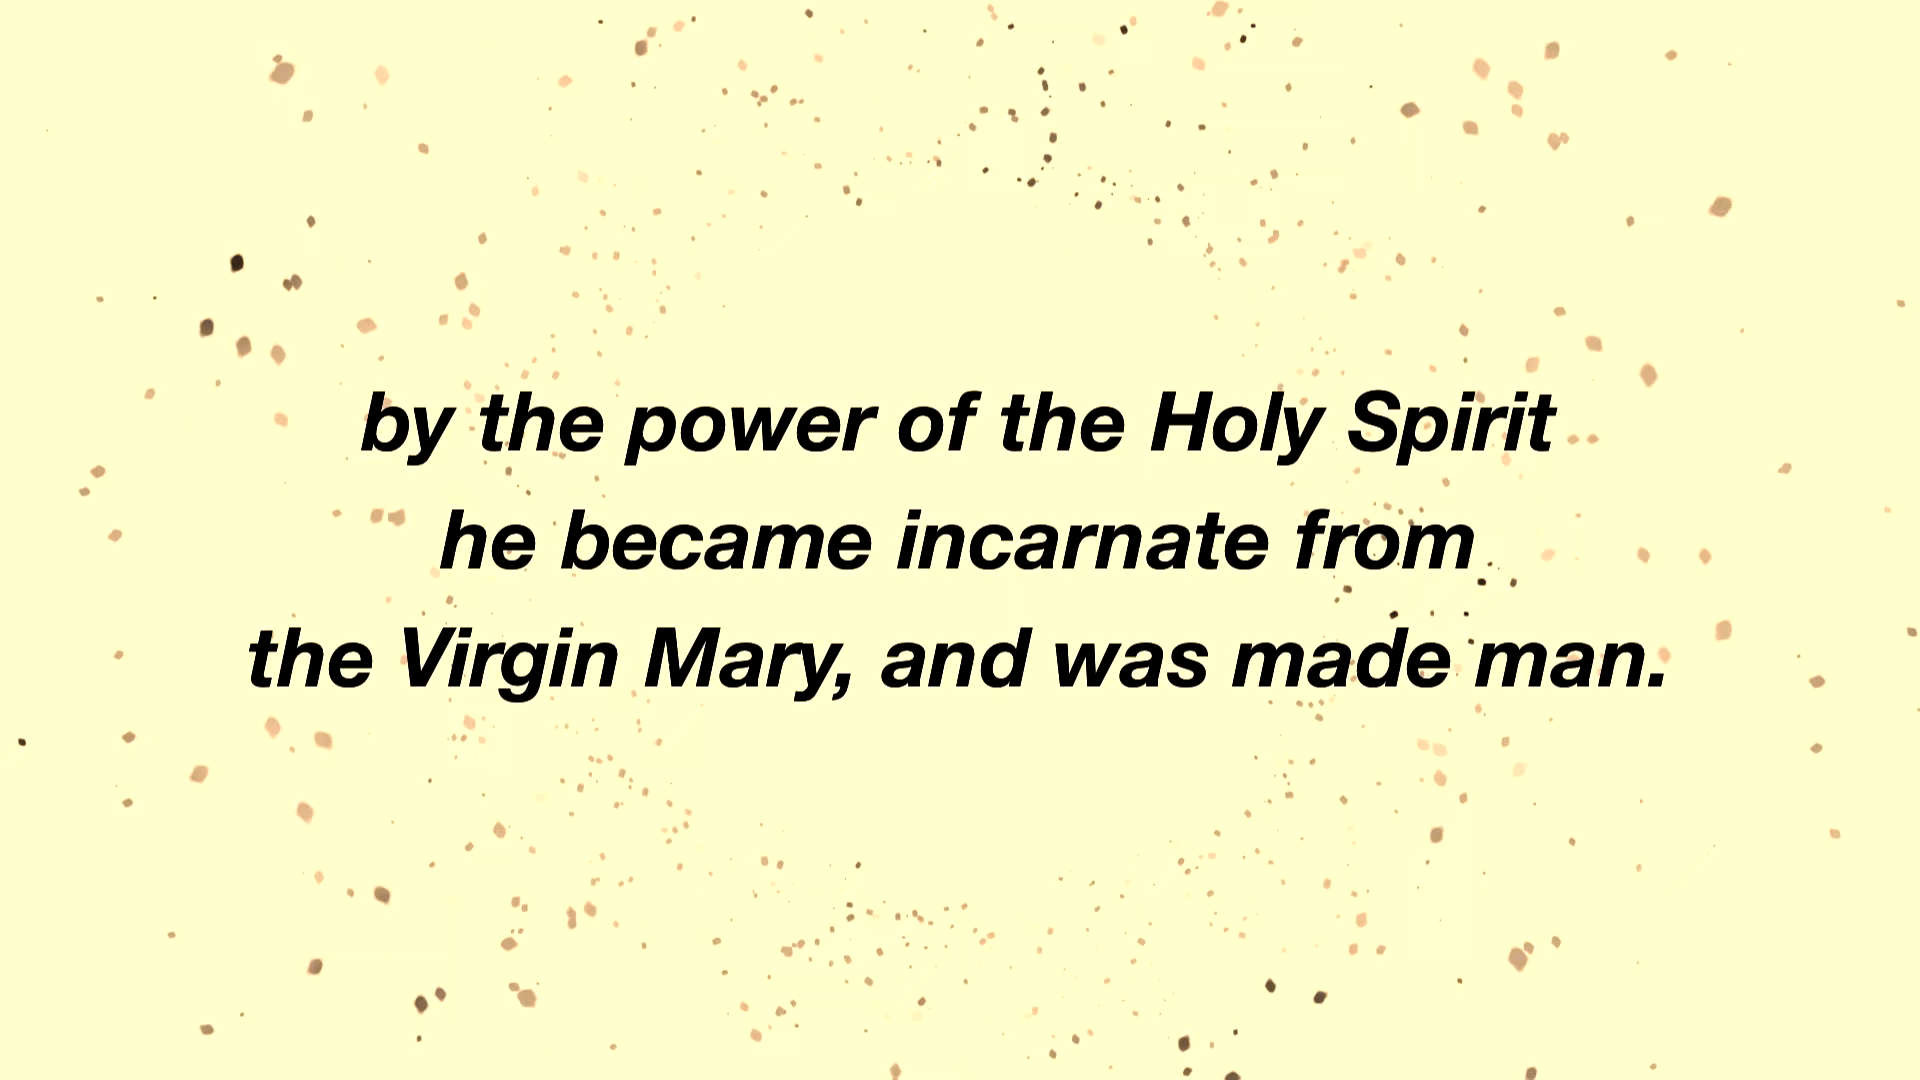 by the power of the Holy Spirit
he became incarnate from
the Virgin Mary, and was made man.